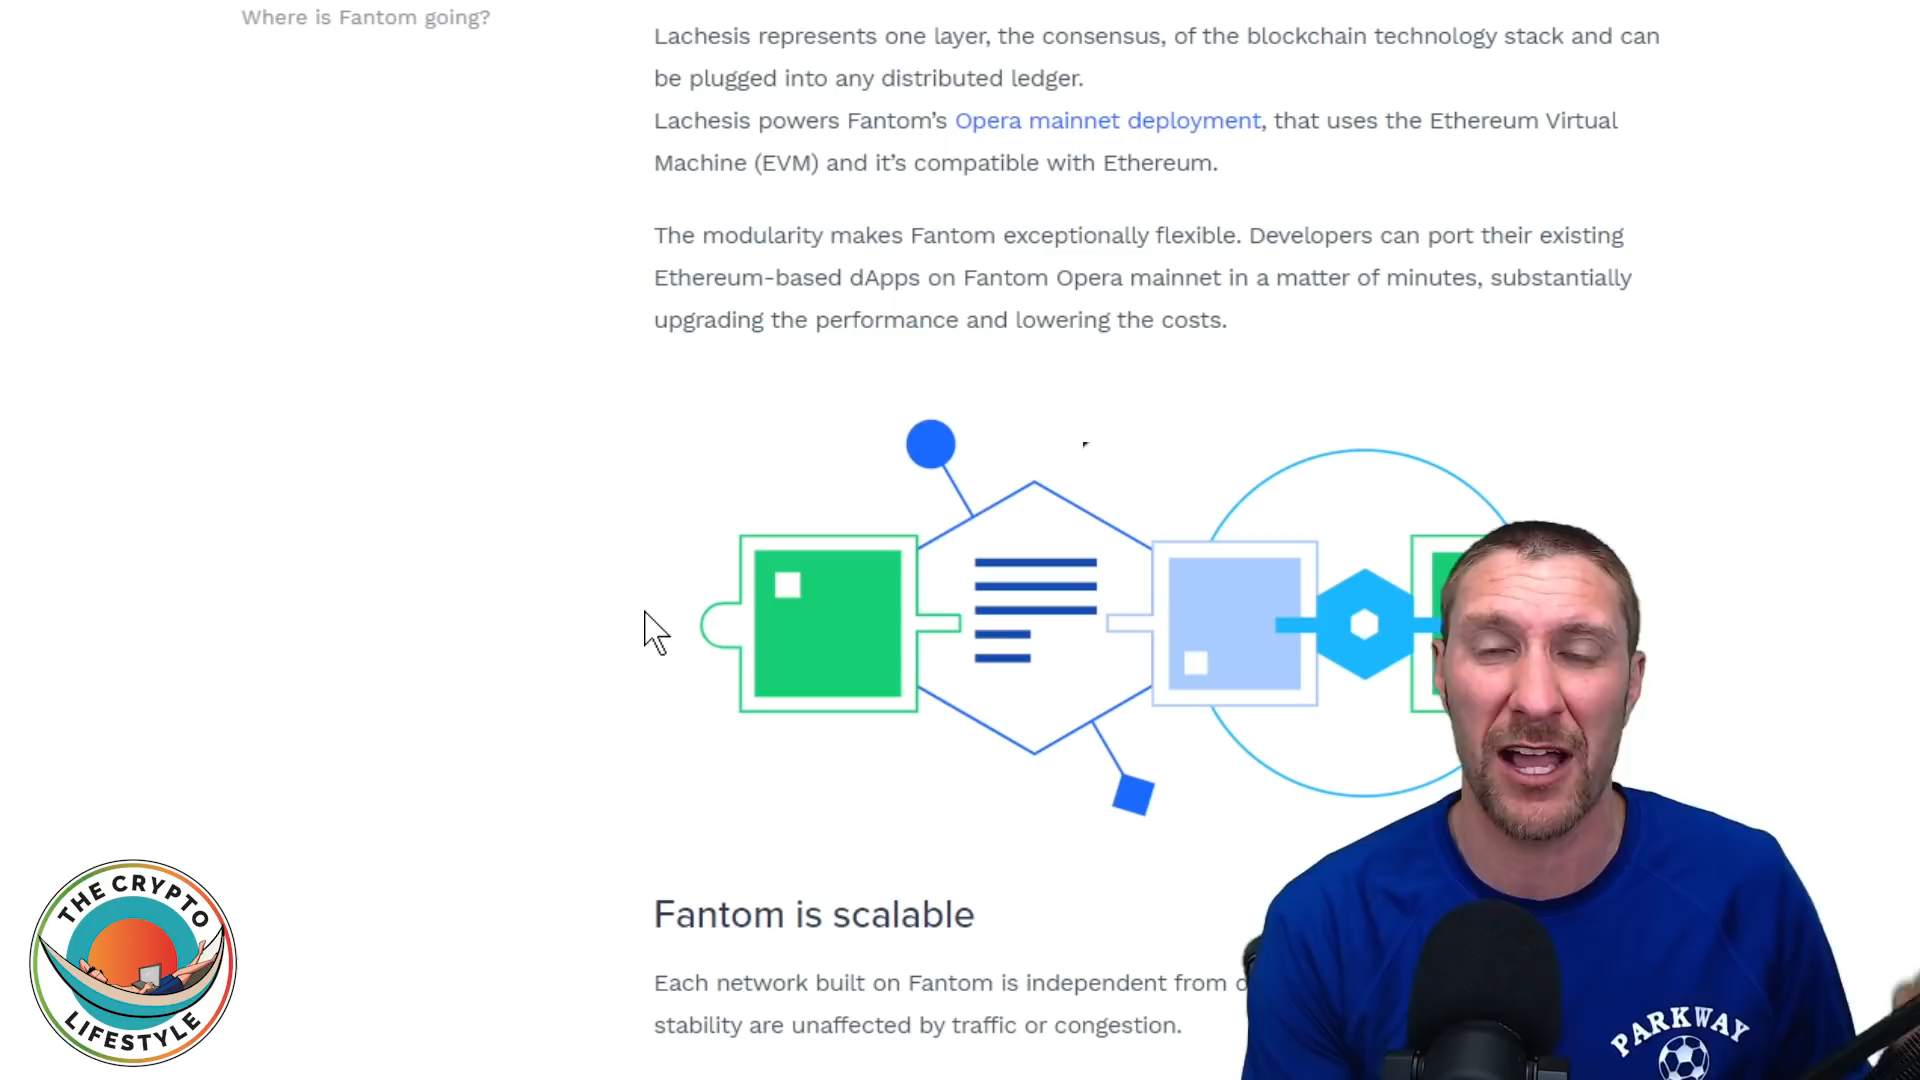 Where is Fantom going?
Lachesis represents one layer, the consensus, of the blockchain technology stack and can
be plugged into any distributed ledger.
Lachesis powers Fantom’s Opera mainnet deployment, that uses the Ethereum Virtual
Machine (EVM) and it’s compatible with Ethereum.
The modularity makes Fantom exceptionally flexible. Developers can port their existing
Ethereum-based dApps on Fantom Opera mainnet in a matter of minutes, substantially
upgrading the performance and lowering the costs.
Fantom is scalable
Each network built on Fantom is independent from
stability are unaffected by traffic or congestion.
THE CRYPTO
LIFESTYLE
PARKWAY